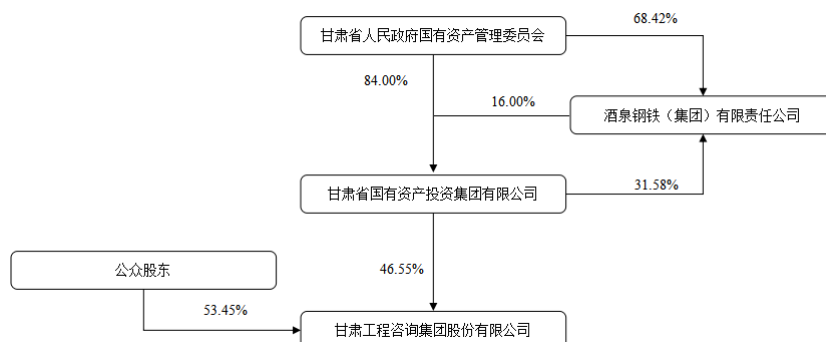 甘肃省人民政府国有资产管理委员会
68.42%
84.00%
16.00%
酒泉钢铁（集团）有限责任公司
甘肃省国有资产投资集团有限公司
31.58%
公众股东
46.55%
53.45%
甘肃工程咨询集团股份有限公司